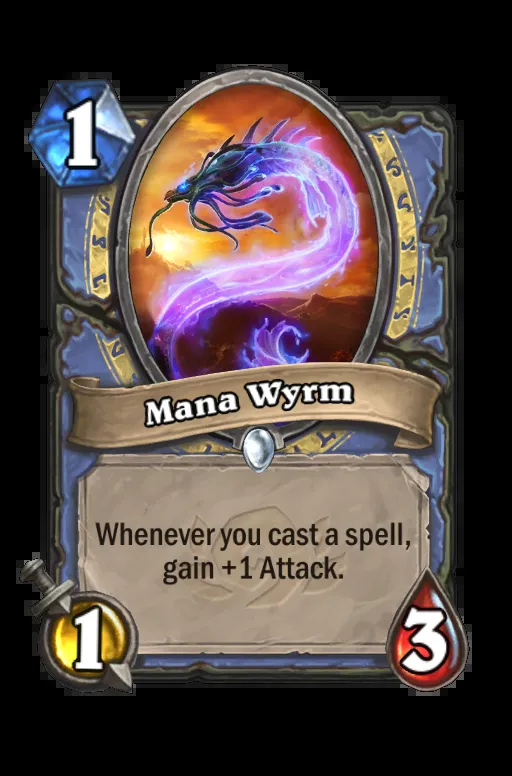 1
Mana Wyrm
Whenever you cast a spell,
gain +1 Attack.
1
3